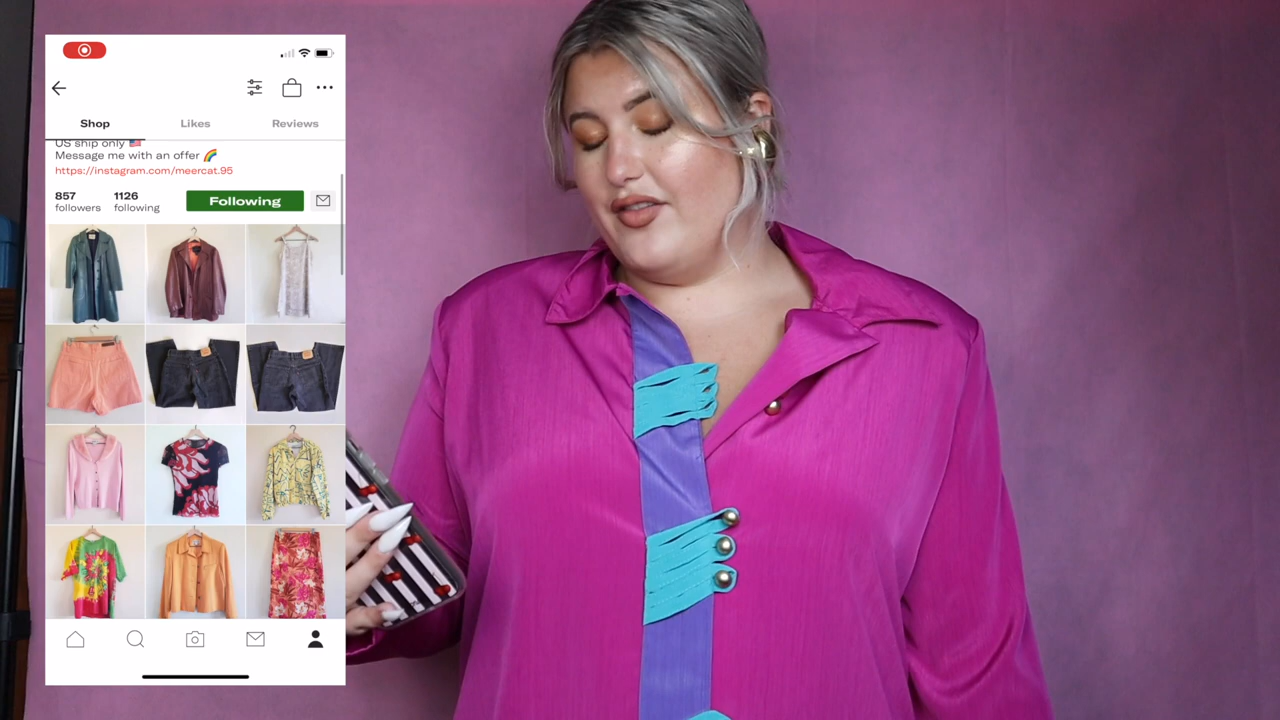 Shop Likes Reviews
US ship only 🇺🇸
Message me with an offer 🌈
https://instagram.com/meercat.95
857 1126
followers following
Following